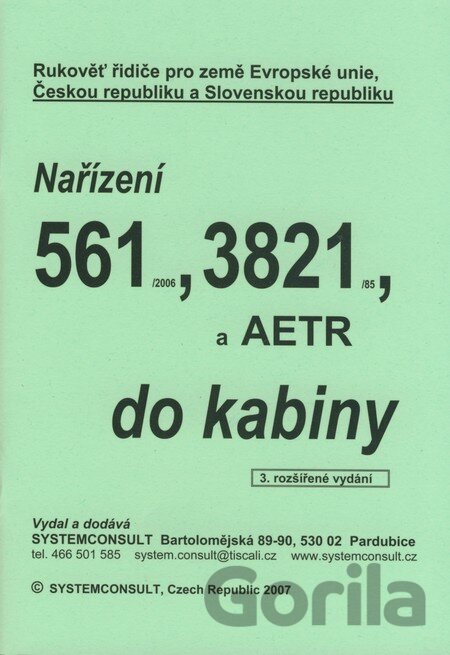 Rukověť řidiče pro země Evropské unie,
Českou republiku a Slovenskou republiku
Nařízení
561/2006, 3821/85,
a AETR
do kabiny
3. rozšířené vydání
Vydal a dodává
SYSTEMCONSULT Bartolomějská 89-90, 530 02 Pardubice
tel. 466 501 585 system.consult@tiscali.cz www.systemconsult.cz
© SYSTEMCONSULT, Czech Republic 2007
Gorila